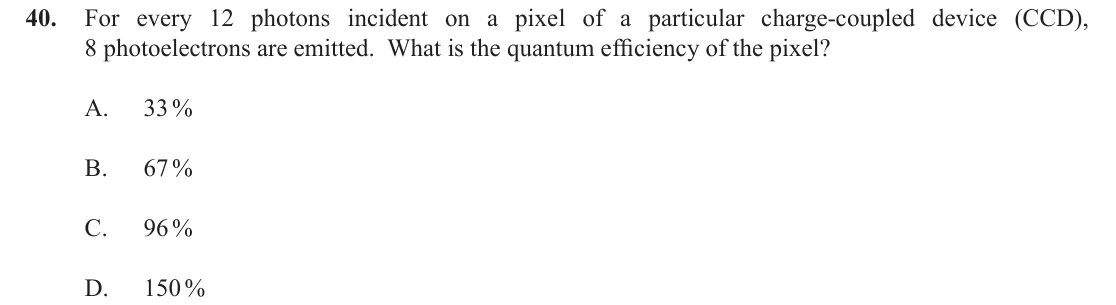 40. For every 12 photons incident on a pixel of a particular charge-coupled device (CCD),
8 photoelectrons are emitted. What is the quantum efficiency of the pixel?
A. 33%
B. 67%
C. 96%
D. 150%